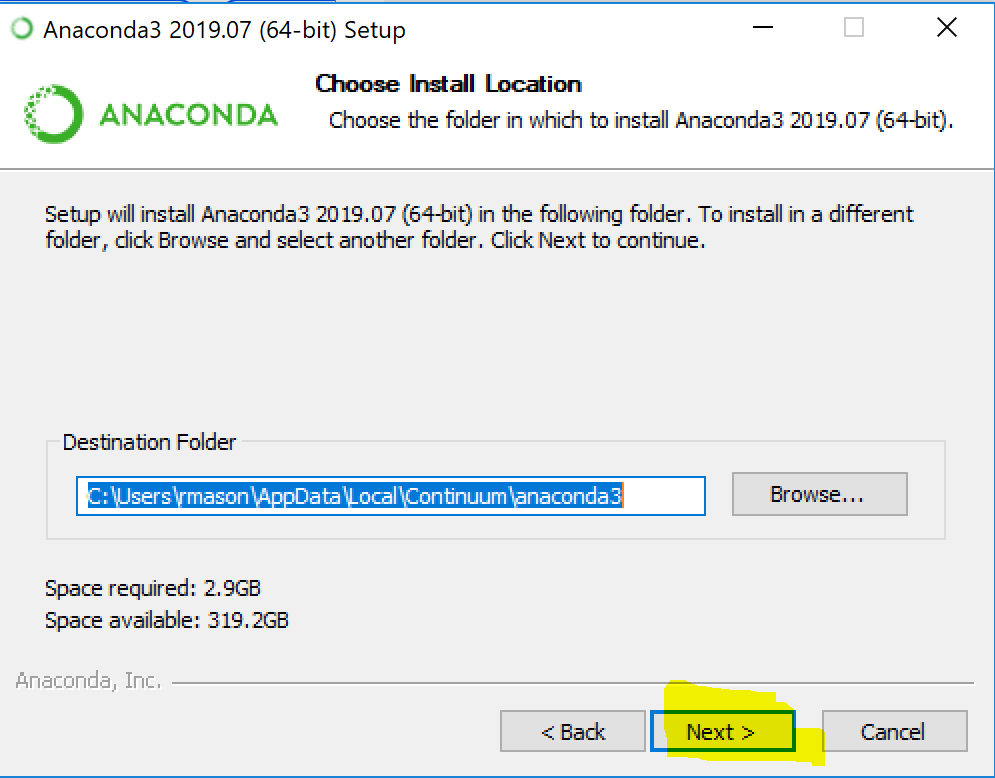 Anaconda3 2019.07 (64-bit) Setup
ANACONDA
Choose Install Location
Choose the folder in which to install Anaconda3 2019.07 (64-bit).
Setup will install Anaconda3 2019.07 (64-bit) in the following folder. To install in a different
folder, click Browse and select another folder. Click Next to continue.
Destination Folder
C:\Users\rmason\AppData\Local\Continuum\anaconda3
Browse...
Space required: 2.9GB
Space available: 319.2GB
Anaconda, Inc.
< Back
Next >
Cancel